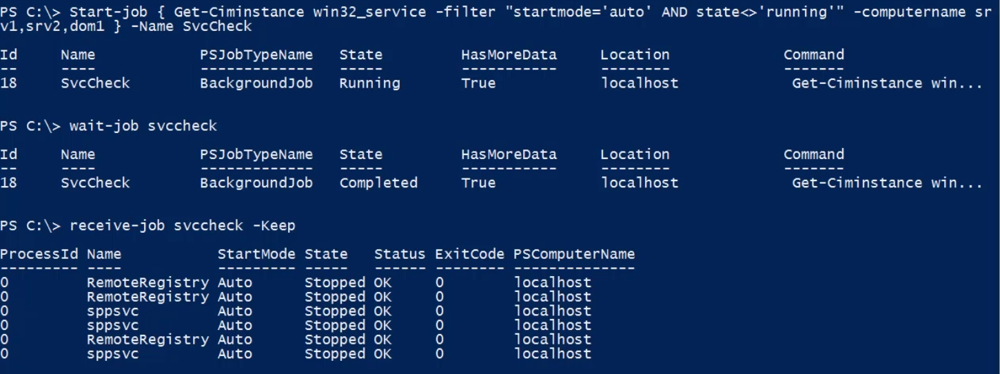 PS C:\> Start-job { Get-Ciminstance win32_service -filter "startmode='auto' AND state<>'running'" -computername sr
v1,srv2,dom1 } -Name SvcCheck
Id Name PSJobTypeName State HasMoreData Location Command
-- ---- ------------- ----- ----------- -------- -------
18 SvcCheck BackgroundJob Running True localhost Get-Ciminstance win...
PS C:\> wait-job svccheck
Id Name PSJobTypeName State HasMoreData Location Command
-- ---- ------------- ----- ----------- -------- -------
18 SvcCheck BackgroundJob Completed True localhost Get-Ciminstance win...
PS C:\> receive-job svccheck -Keep
ProcessId Name StartMode State Status ExitCode PSComputerName
--------- ---- --------- ----- ------ -------- --------------
0 RemoteRegistry Auto Stopped OK 0 localhost
0 RemoteRegistry Auto Stopped OK 0 localhost
0 sppsvc Auto Stopped OK 0 localhost
0 sppsvc Auto Stopped OK 0 localhost
0 RemoteRegistry Auto Stopped OK 0 localhost
0 sppsvc Auto Stopped OK 0 localhost